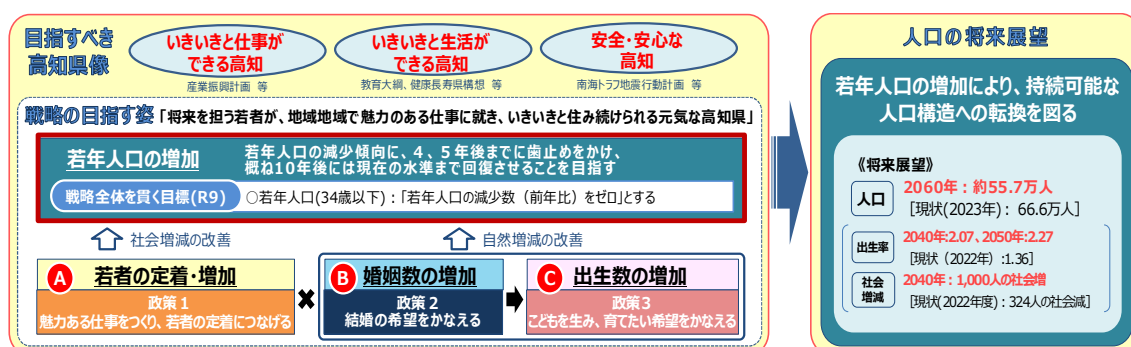 目指すべき
高知県像
いきいきと仕事が
できる高知
産業振興計画 等
いきいきと生活が
できる高知
教育大綱、健康長寿県構想 等
安全・安心な
高知
南海トラフ地震行動計画 等
戦略の目指す姿「将来を担う若者が、地域地域で魅力のある仕事に就き、いきいきと住み続けられる元気な高知県」
若年人口の増加
若年人口の減少傾向に、４、５年後までに歯止めをかけ、
概ね10年後には現在の水準まで回復させることを目指す
戦略全体を貫く目標(R9)
○若年人口(34歳以下)：「若年人口の減少数（前年比）をゼロ」とする
社会増減の改善
自然増減の改善
A 若者の定着・増加
政策１
魅力ある仕事をつくり、若者の定着につなげる
B 婚姻数の増加
政策２
結婚の希望をかなえる
C 出生数の増加
政策３
こどもを生み、育てたい希望をかなえる
人口の将来展望
若年人口の増加により、持続可能な
人口構造への転換を図る
《将来展望》
人口
2060年：約55.7万人
［現状(2023年)：66.6万人］
出生率
2040年:2.07、2050年:2.27
［現状（2022年）:1.36］
社会
増減
2040年：1,000人の社会増
［現状(2022年度)：324人の社会減］